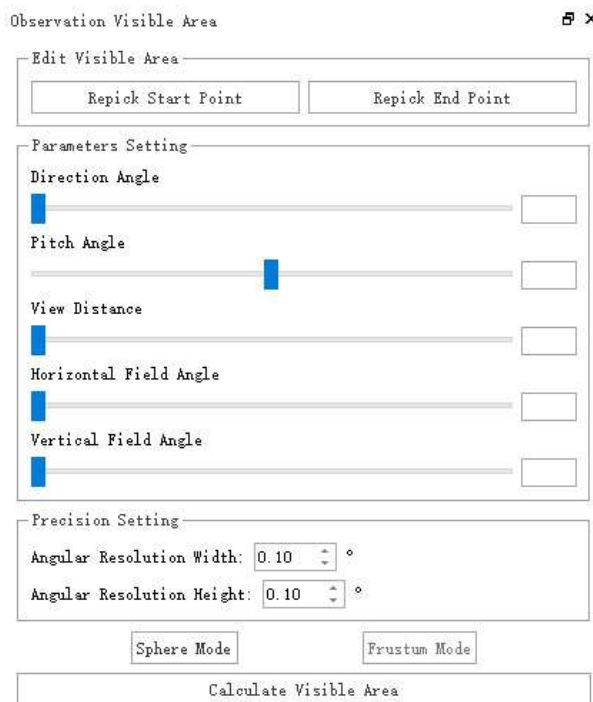 Observation Visible Area
Edit Visible Area
Repick Start Point Repick End Point
Parameters Setting
Direction Angle
Pitch Angle
View Distance
Horizontal Field Angle
Vertical Field Angle
Precision Setting
Angular Resolution Width: 0.10 °
Angular Resolution Height: 0.10 °
Sphere Mode Frustum Mode
Calculate Visible Area